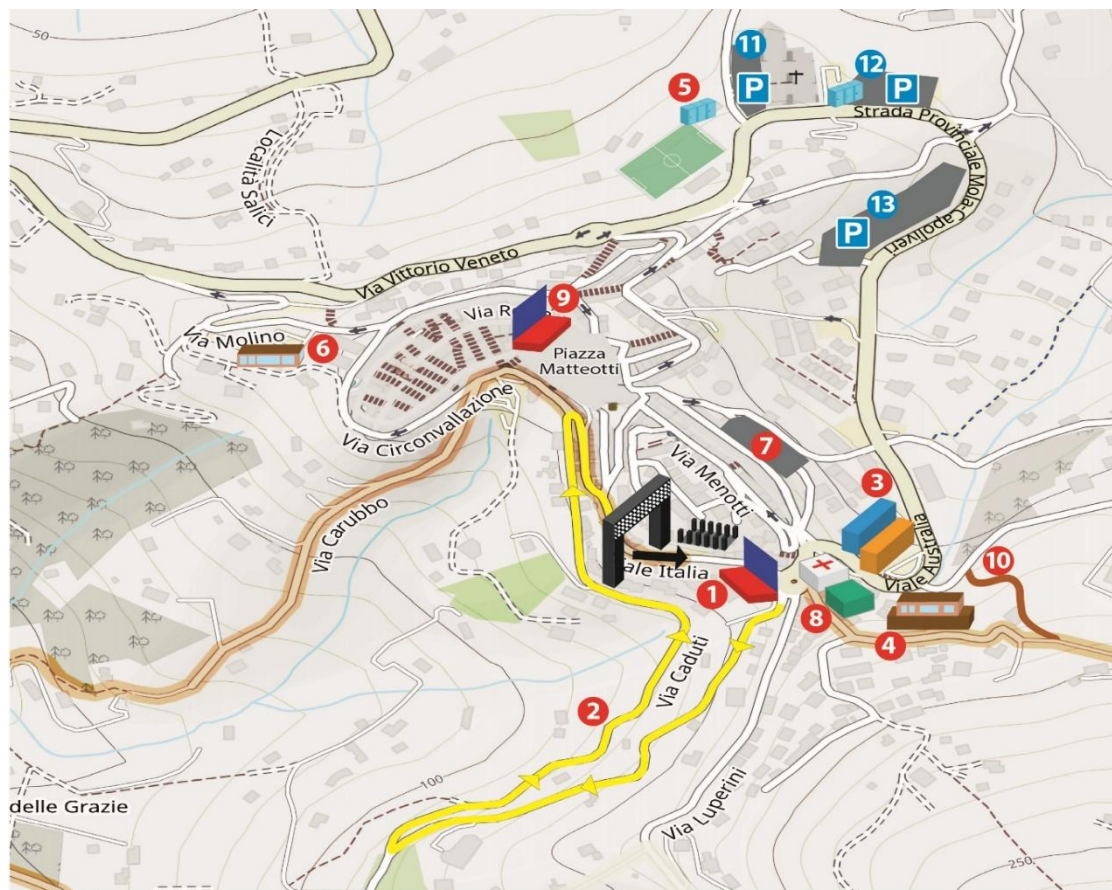 50
11
P
12
P
5
Strada Provinciale Mola-Capoliveri
Località Salipi
13
P
Via Vittorio Veneto
9
Via R
Via Molino
6
Piazza
Matteotti
Via Circonvallazione
7
Via Menotti
3
Via Carubbo
Viale Australia
10
ale Italia
1
8
4
Via Caduti
2
100
delle Grazie
Via Luperini
250